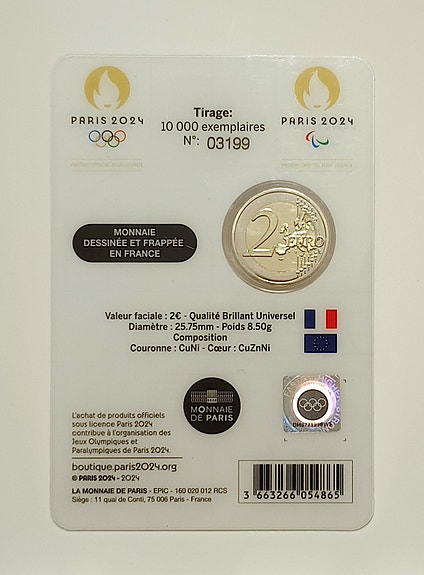 PARIS 2024
Tirage:
10 000 exemplaires
N°: 03199
PARIS 2024
MONNAIE
DESSINÉE ET FRAPPÉE
EN FRANCE
2 EURO
Valeur faciale : 2€ - Qualité Brillant Universel
Diamètre : 25.75mm - Poids 8.50g
Composition
Couronne : CuNi - Cœur : CuZnNi
MONNAIE
DE PARIS
L'achat de produits officiels
sous licence Paris 2024
contribue à l'organisation des
Jeux Olympiques et
Paralympiques de Paris 2024.
boutique.paris2024.org
© PARIS 2024 - 2024
LA MONNAIE DE PARIS - EPIC - 160 020 012 RCS
Siège : 11 quai de Conti, 75 006 Paris - France
3 663266 054865